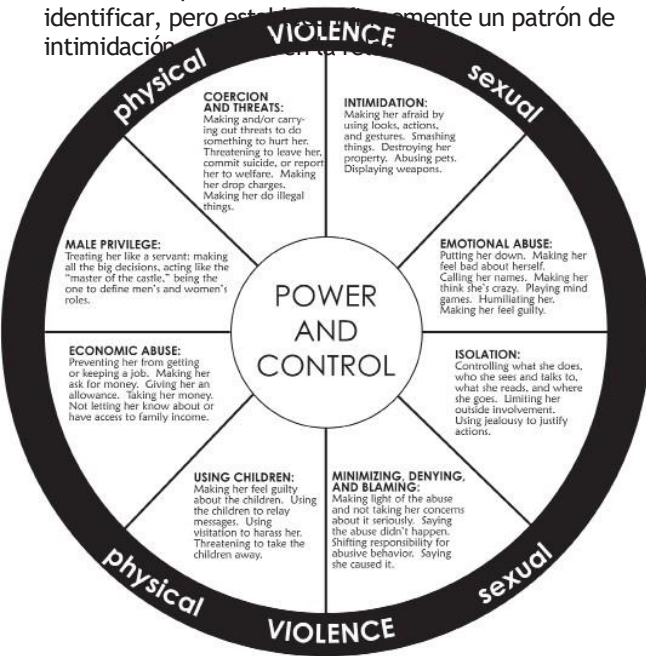 identificar, pero mente un patrón de
intimidación
VIOLENCE
physical
sexual
COERCION
AND THREATS:
Making and/or carry-
ing out threats to do
something to hurt her.
Threatening to leave her,
commit suicide, or report
her to welfare. Making
her drop charges.
Making her do illegal
things.
INTIMIDATION:
Making her afraid by
using looks, actions,
and gestures. Smashing
things. Destroying her
property. Abusing pets.
Displaying weapons.
MALE PRIVILEGE:
Treating her like a servant: making
all the big decisions, acting like the
"master of the castle," being the
one to define men's and women's
roles.
EMOTIONAL ABUSE:
Putting her down. Making her
feel bad about herself.
Calling her names. Making her
think she's crazy. Playing mind
games. Humiliating her.
Making her feel guilty.
POWER
AND
CONTROL
ECONOMIC ABUSE:
Preventing her from getting
or keeping a job. Making her
ask for money. Giving her an
allowance. Taking her money.
Not letting her know about or
have access to family income.
ISOLATION:
Controlling what she does,
who she sees and talks to,
what she reads, and where
she goes. Limiting her
outside involvement.
Using jealousy to justify
actions.
USING CHILDREN:
Making her feel guilty
about the children. Using
the children to relay
messages. Using
visitation to harass her.
Threatening to take the
children away.
MINIMIZING, DENYING,
AND BLAMING:
Making light of the abuse
and not taking her concerns
about it seriously. Saying
the abuse didn't happen.
Shifting responsibility for
abusive behavior. Saying
she caused it.
physical
VIOLENCE
sexual